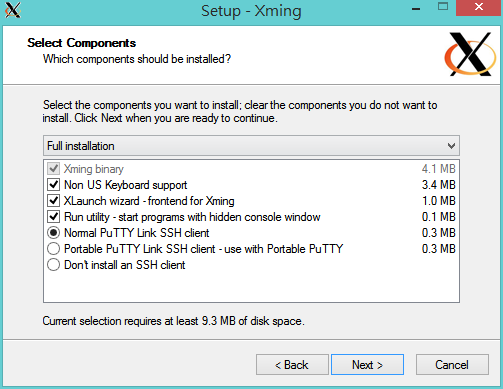 Setup - Xming
Select Components
Which components should be installed?
Select the components you want to install; clear the components you do not want to
install. Click Next when you are ready to continue.
Full installation
Xming binary 4.1 MB
Non US Keyboard support 3.4 MB
XLaunch wizard - frontend for Xming 1.0 MB
Run utility - start programs with hidden console window 0.1 MB
Normal PuTTY Link SSH client 0.3 MB
Portable PuTTY Link SSH client - use with Portable PuTTY 0.3 MB
Don't install an SSH client
Current selection requires at least 9.3 MB of disk space.
< Back Next > Cancel